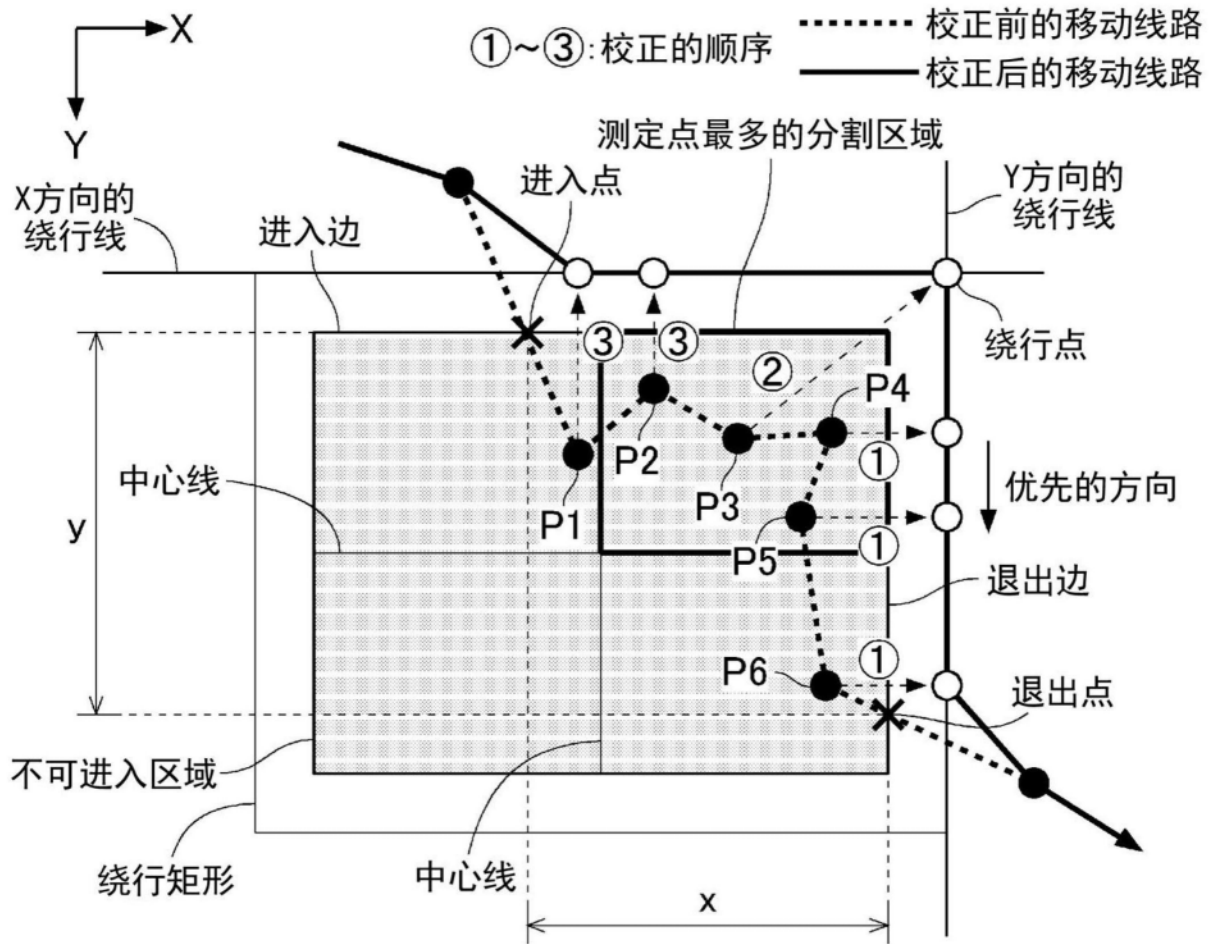 X
Y
①～③:校正的顺序
校正前的移动线路
校正后的移动线路
测定点最多的分割区域
进入点
X方向的
绕行线
进入边
Y方向的
绕行线
③
③
②
绕行点
P4
P2
P3
①
优先的方向
中心线
y
P1
P5
①
退出边
P6
①
退出点
不可进入区域
绕行矩形
中心线
x